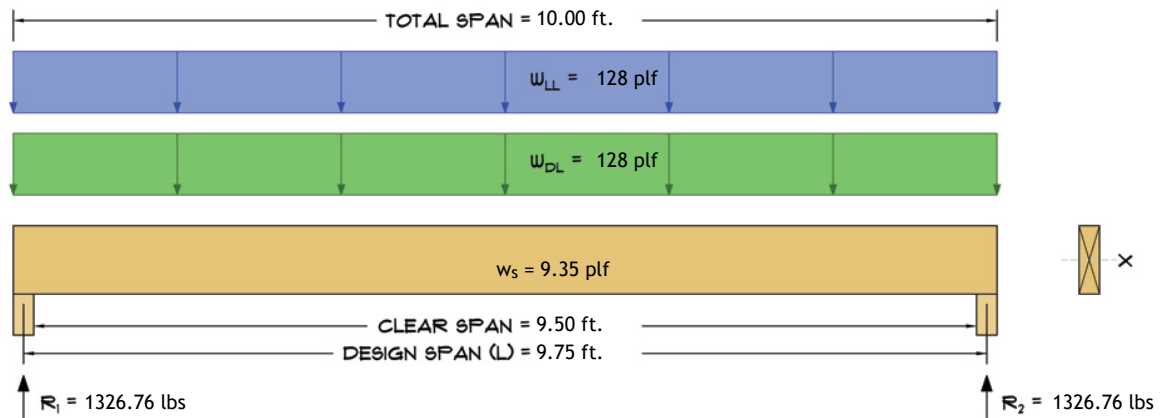 TOTAL SPAN = 10.00 ft.
WLL = 128 plf
WDL = 128 plf
ws = 9.35 plf
X
CLEAR SPAN = 9.50 ft.
DESIGN SPAN (L) = 9.75 ft.
R1 = 1326.76 lbs
R2 = 1326.76 lbs